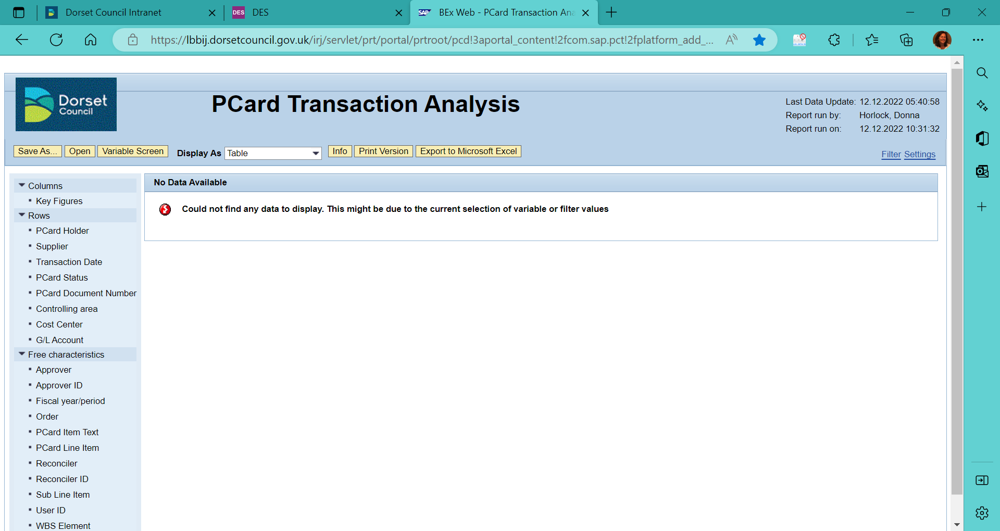 Dorset Council Intranet
DES DES
SAP BEx Web - PCard Transaction Ana
https://lbbij.dorsetcouncil.gov.uk/irj/servlet/prt/portal/prtroot/pcd!3aportal_content!2fcom.sap.pct!2fplatform_add_...
Dorset
Council
PCard Transaction Analysis
Last Data Update: 12.12.2022 05:40:58
Report run by: Horlock, Donna
Report run on: 12.12.2022 10:31:32
Save As... Open Variable Screen Display As Table Info Print Version Export to Microsoft Excel Filter Settings
Columns
Key Figures
Rows
PCard Holder
Supplier
Transaction Date
PCard Status
PCard Document Number
Controlling area
Cost Center
G/L Account
Free characteristics
Approver
Approver ID
Fiscal year/period
Order
PCard Item Text
PCard Line Item
Reconciler
Reconciler ID
Sub Line Item
User ID
WBS Element
No Data Available
Could not find any data to display. This might be due to the current selection of variable or filter values